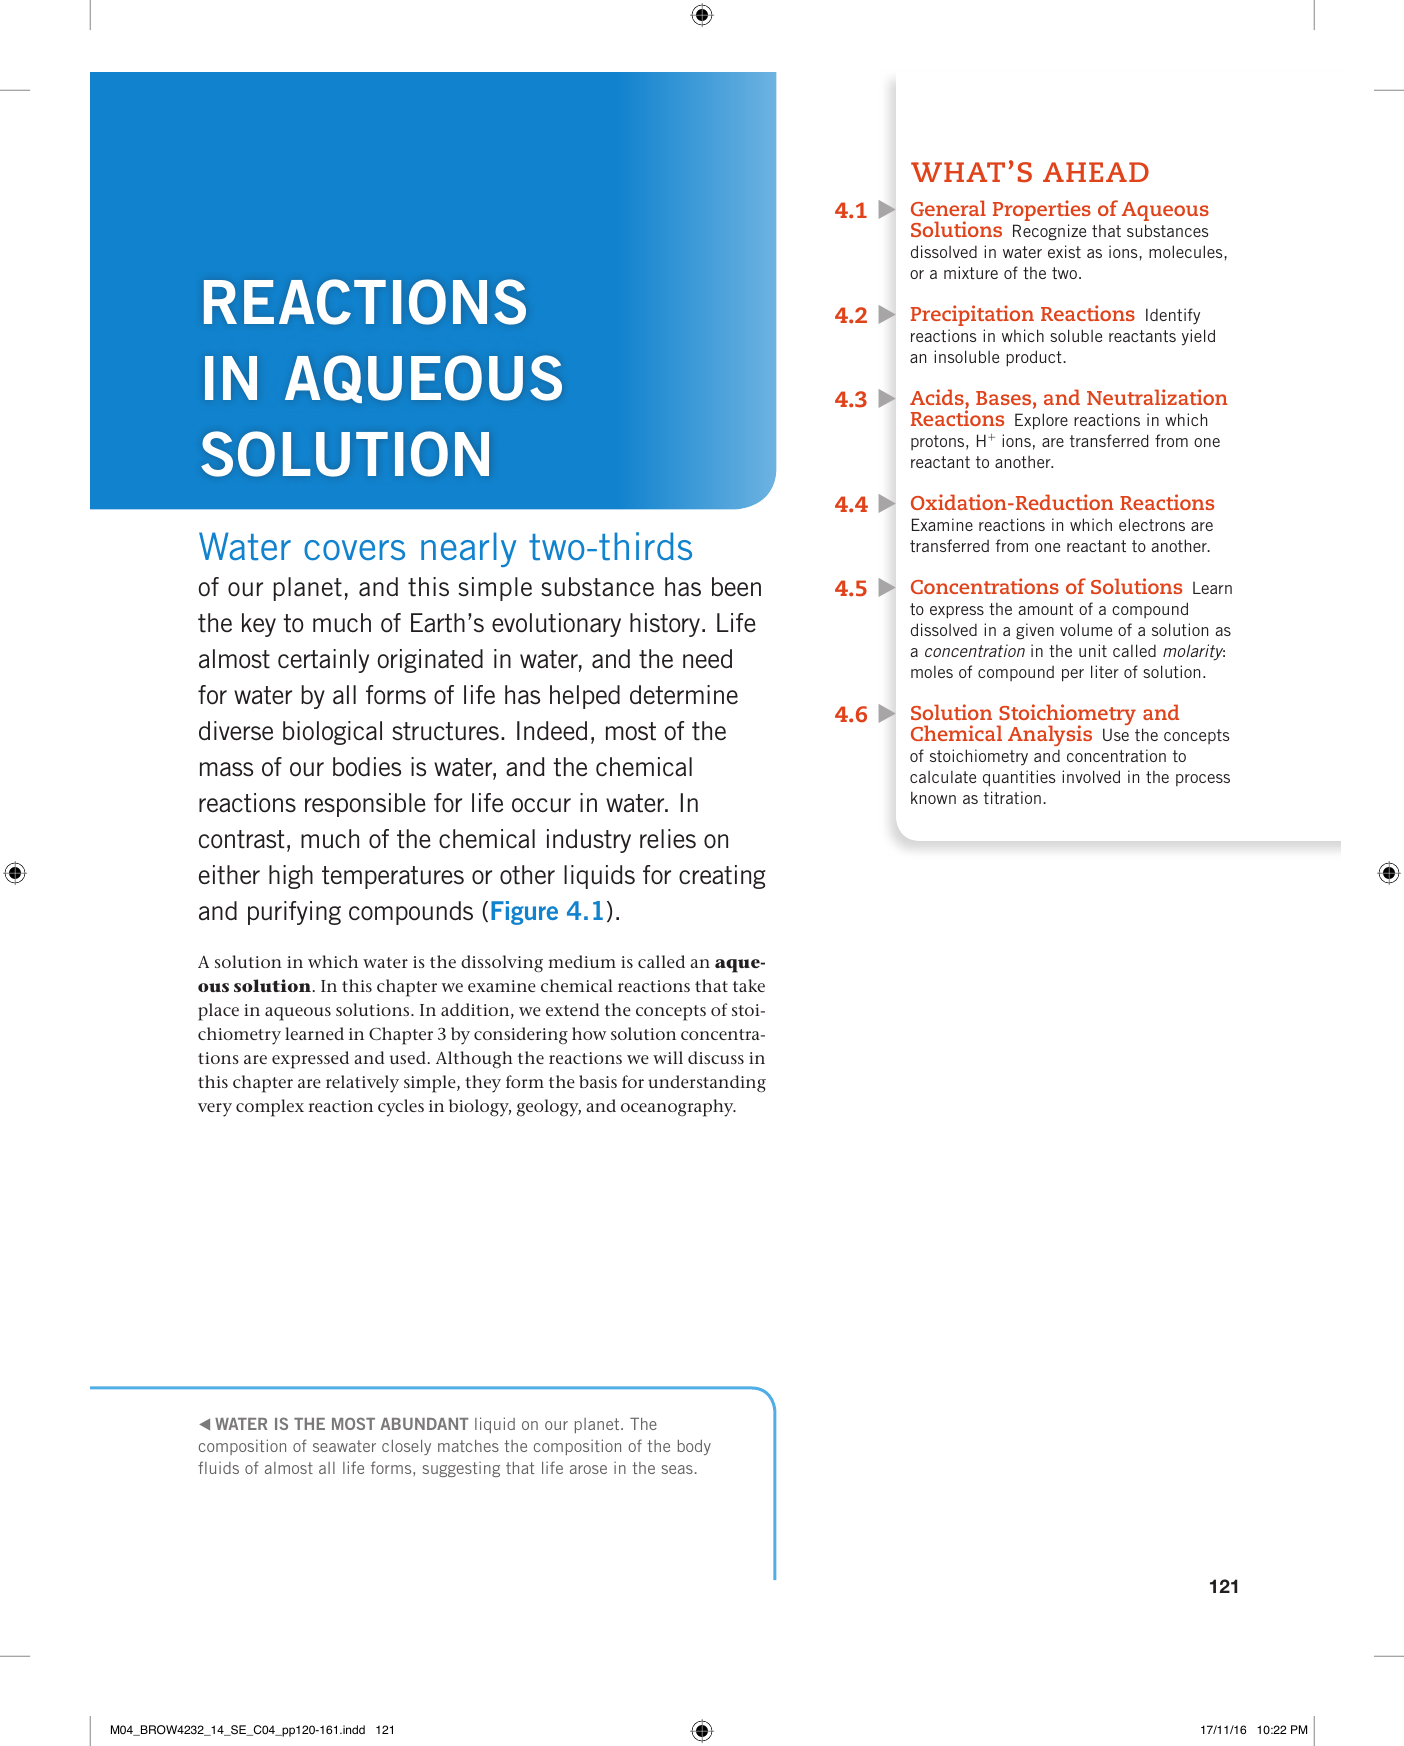 REACTIONS
IN AQUEOUS
SOLUTION
Water covers nearly two-thirds
of our planet, and this simple substance has been
the key to much of Earth’s evolutionary history. Life
almost certainly originated in water, and the need
for water by all forms of life has helped determine
diverse biological structures. Indeed, most of the
mass of our bodies is water, and the chemical
reactions responsible for life occur in water. In
contrast, much of the chemical industry relies on
either high temperatures or other liquids for creating
and purifying compounds (Figure 4.1).
A solution in which water is the dissolving medium is called an aque-
ous solution. In this chapter we examine chemical reactions that take
place in aqueous solutions. In addition, we extend the concepts of stoi-
chiometry learned in Chapter 3 by considering how solution concentra-
tions are expressed and used. Although the reactions we will discuss in
this chapter are relatively simple, they form the basis for understanding
very complex reaction cycles in biology, geology, and oceanography.
◀ WATER IS THE MOST ABUNDANT liquid on our planet. The
composition of seawater closely matches the composition of the body
fluids of almost all life forms, suggesting that life arose in the seas.
WHAT’S AHEAD
4.1 ▶ General Properties of Aqueous
Solutions Recognize that substances
dissolved in water exist as ions, molecules,
or a mixture of the two.
4.2 ▶ Precipitation Reactions Identify
reactions in which soluble reactants yield
an insoluble product.
4.3 ▶ Acids, Bases, and Neutralization
Reactions Explore reactions in which
protons, H⁺ ions, are transferred from one
reactant to another.
4.4 ▶ Oxidation-Reduction Reactions
Examine reactions in which electrons are
transferred from one reactant to another.
4.5 ▶ Concentrations of Solutions Learn
to express the amount of a compound
dissolved in a given volume of a solution as
a concentration in the unit called molarity:
moles of compound per liter of solution.
4.6 ▶ Solution Stoichiometry and
Chemical Analysis Use the concepts
of stoichiometry and concentration to
calculate quantities involved in the process
known as titration.
121
M04_BROW4232_14_SE_C04_pp120-161.indd 121
17/11/16 10:22 PM